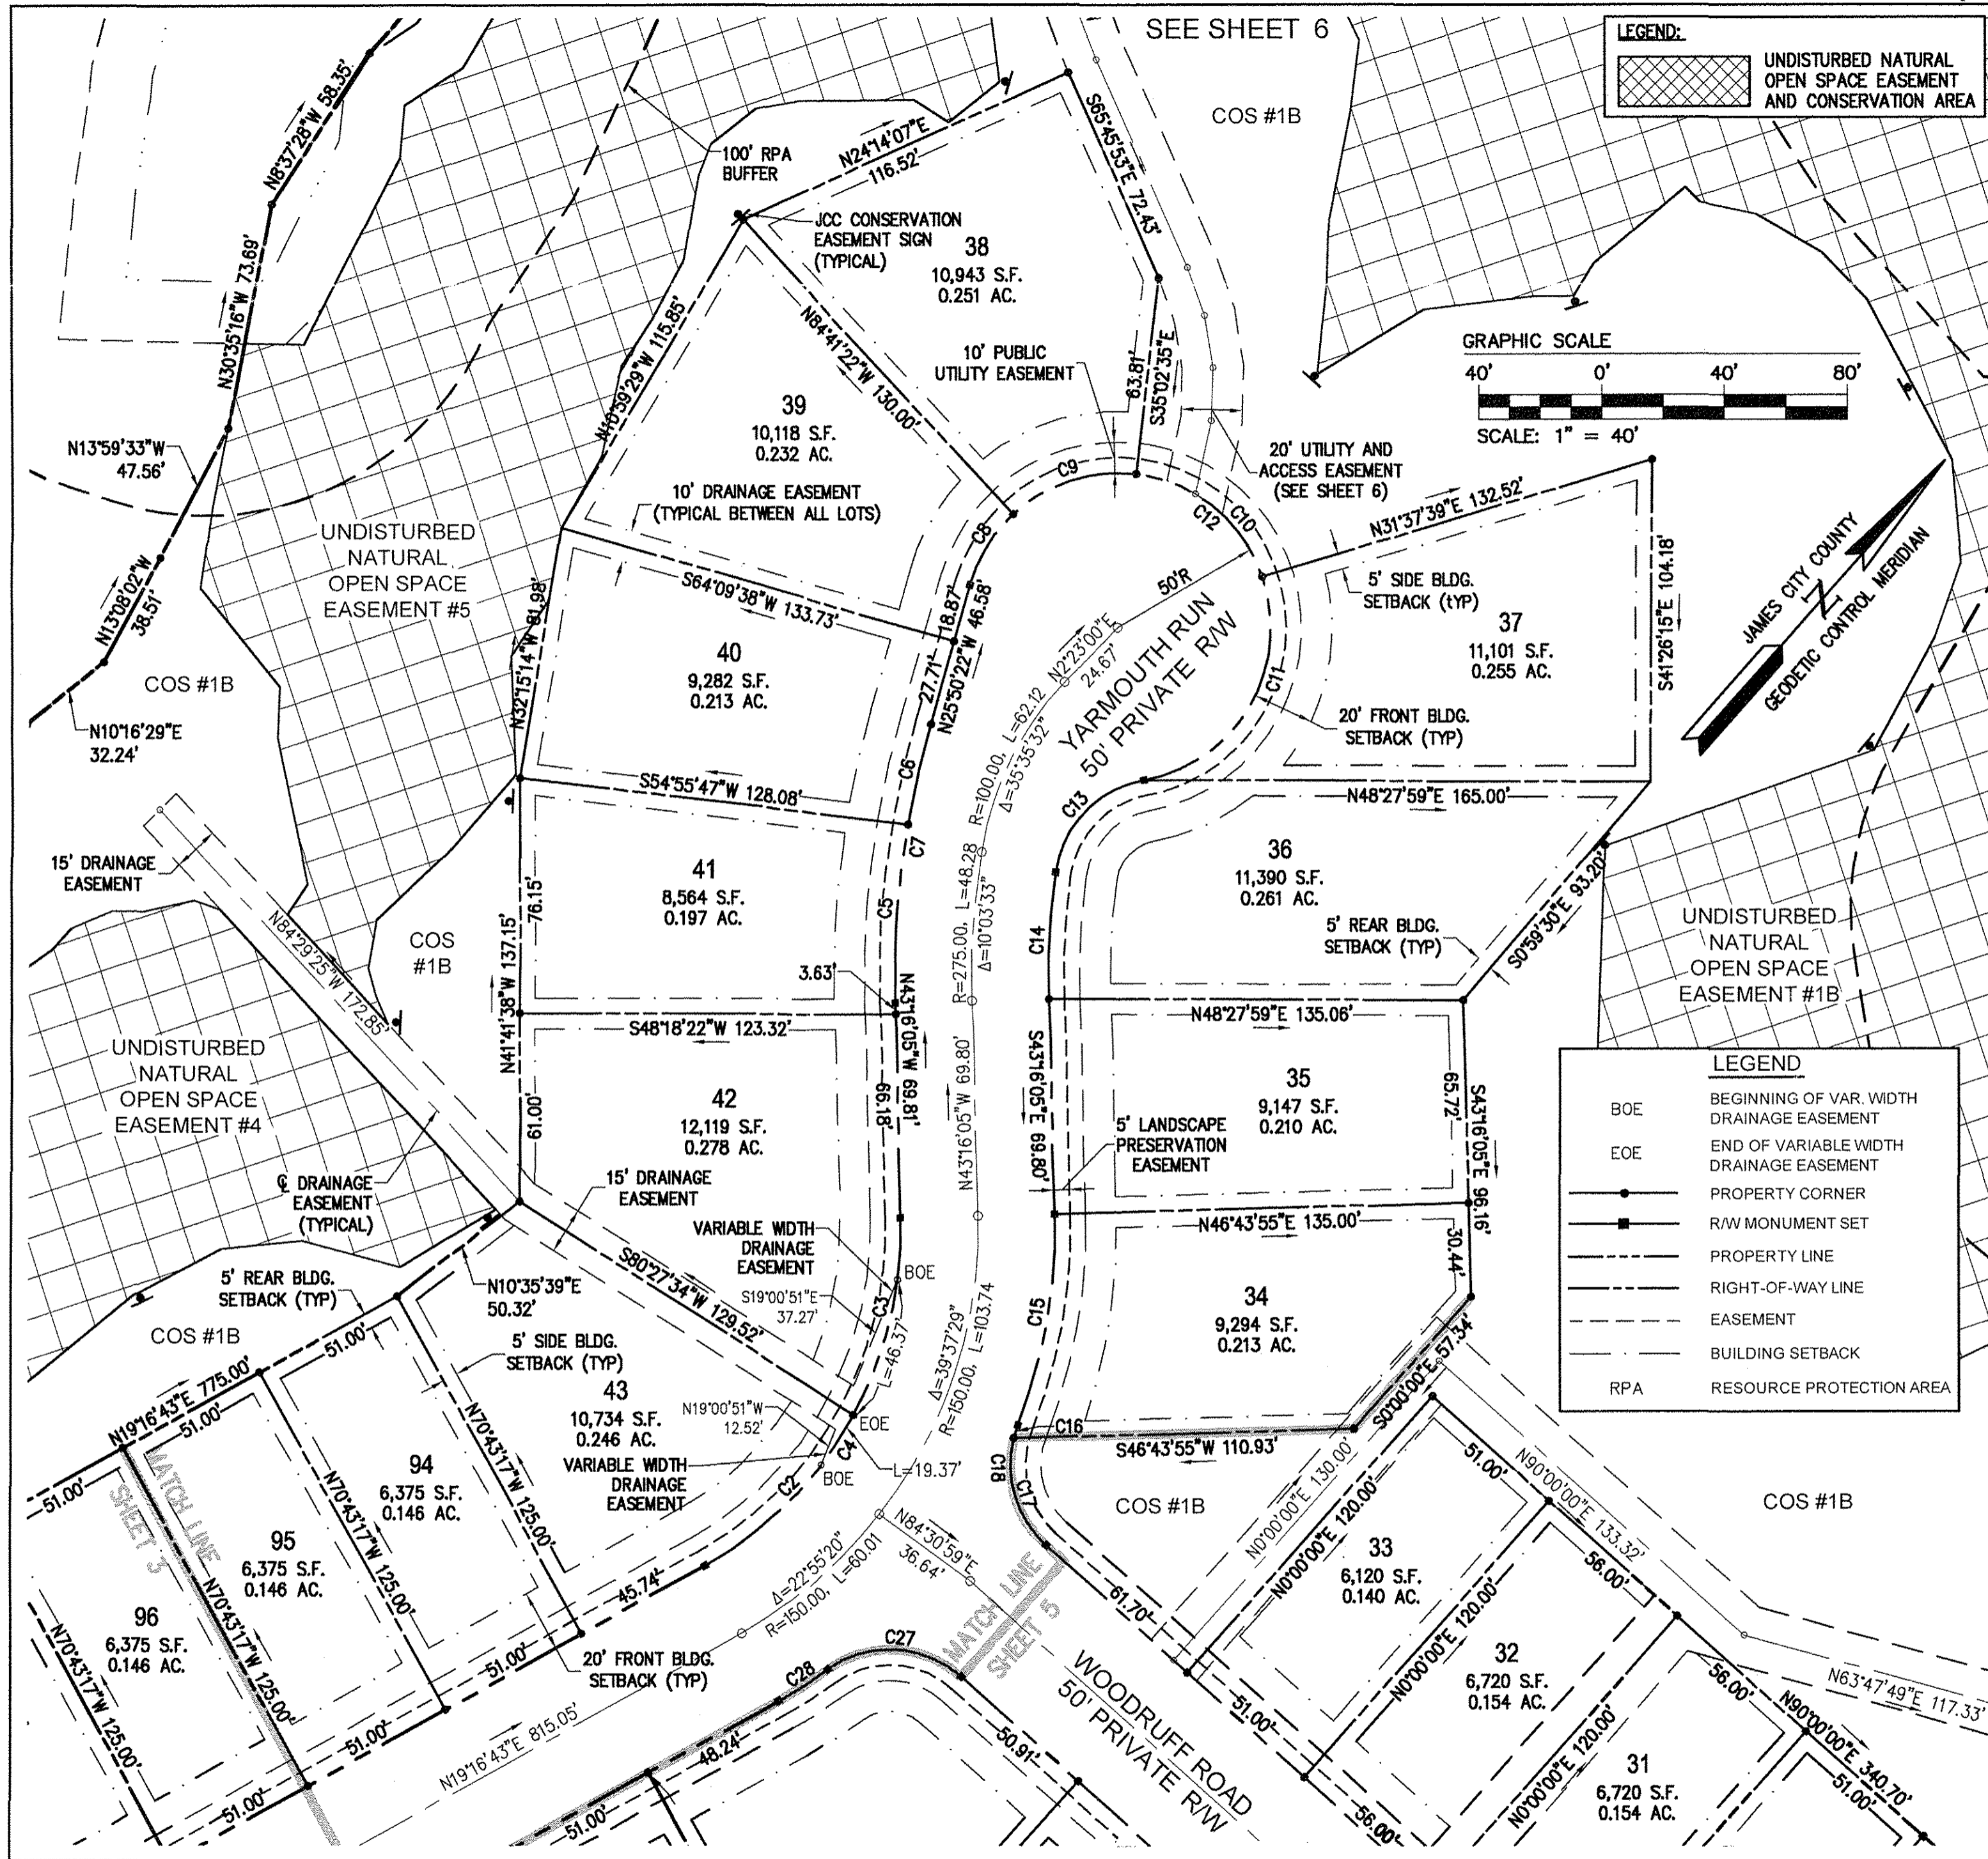 SEE SHEET 6
LEGEND:
UNDISTURBED NATURAL
OPEN SPACE EASEMENT
AND CONSERVATION AREA
COS #1B
N8°37'28"W 58.35'
N30°35'16"W 73.69'
N13°59'33"W
47.56'
N13°08'02"W
38.51'
COS #1B
N10°16'29"E
32.24'
100' RPA
BUFFER
JCC CONSERVATION
EASEMENT SIGN
(TYPICAL)
N24°14'07"E
116.52'
S65°45'53"E 72.43'
38
10,943 S.F.
0.251 AC.
S35°02'35"E
63.81'
N84°41'22"W 130.00'
N10°59'29"W 115.85'
39
10,118 S.F.
0.232 AC.
10' PUBLIC
UTILITY EASEMENT
10' DRAINAGE EASEMENT
(TYPICAL BETWEEN ALL LOTS)
20' UTILITY AND
ACCESS EASEMENT
(SEE SHEET 6)
GRAPHIC SCALE
40' 0' 40' 80'
SCALE: 1" = 40'
JAMES CITY COUNTY
N
GEODETIC CONTROL MERIDIAN
UNDISTURBED
NATURAL
OPEN SPACE
EASEMENT #5
S64°09'38"W 133.73'
N32°15'14"W 81.98'
40
9,282 S.F.
0.213 AC.
C8
C9
C10
C12
C11
18.87'
27.71'
N25°50'22"W 46.58'
C6
C7
C5
50'R
N2°23'00"E
24.67'
YARMOUTH RUN
50' PRIVATE R/W
R=100.00, L=62.12
Δ=35°35'32"
R=275.00, L=48.28
Δ=10°03'33"
N31°37'39"E 132.52'
5' SIDE BLDG.
SETBACK (tYP)
37
11,101 S.F.
0.255 AC.
S41°26'15"E 104.18'
20' FRONT BLDG.
SETBACK (TYP)
C13
N48°27'59"E 165.00'
36
11,390 S.F.
0.261 AC.
5' REAR BLDG.
SETBACK (TYP)
S0°59'30"E 93.20'
C14
N48°27'59"E 135.06'
S54°55'47"W 128.08'
41
8,564 S.F.
0.197 AC.
76.15'
N41°41'38"W 137.15'
61.00'
3.63'
S48°18'22"W 123.32'
COS
#1B
15' DRAINAGE
EASEMENT
N84°29'25"W 172.85'
UNDISTURBED
NATURAL
OPEN SPACE
EASEMENT #4
UNDISTURBED
NATURAL
OPEN SPACE
EASEMENT #1B
42
12,119 S.F.
0.278 AC.
N43°16'05"W 69.81'
66.18'
N43°16'05"W 69.80'
S43°16'05"E 69.80'
35
9,147 S.F.
0.210 AC.
65.72'
S43°16'05"E 96.16'
30.44'
5' LANDSCAPE
PRESERVATION
EASEMENT
N46°43'55"E 135.00'
LEGEND
BOE BEGINNING OF VAR. WIDTH
DRAINAGE EASEMENT
EOE END OF VARIABLE WIDTH
DRAINAGE EASEMENT
PROPERTY CORNER
R/W MONUMENT SET
PROPERTY LINE
RIGHT-OF-WAY LINE
EASEMENT
BUILDING SETBACK
RPA RESOURCE PROTECTION AREA
℄ DRAINAGE
EASEMENT
(TYPICAL)
15' DRAINAGE
EASEMENT
VARIABLE WIDTH
DRAINAGE
EASEMENT
BOE
S19°00'51"E
37.27'
C3
L=46.37'
S80°27'34"W 129.52'
N10°35'39"E
50.32'
5' REAR BLDG.
SETBACK (TYP)
COS #1B
5' SIDE BLDG.
SETBACK (TYP)
43
10,734 S.F.
0.246 AC.
N19°00'51"W
12.52'
VARIABLE WIDTH
DRAINAGE
EASEMENT
EOE
C4
BOE
L=19.37'
C2
Δ=39°37'29"
R=150.00, L=103.74
C15
34
9,294 S.F.
0.213 AC.
S0°00'00"E 57.34'
C16
S46°43'55"W 110.93'
C18
C17
COS #1B
N19°16'43"E 775.00'
51.00'
51.00'
51.00'
MATCH LINE
SHEET 3
94
6,375 S.F.
0.146 AC.
N70°43'17"W 125.00'
95
6,375 S.F.
0.146 AC.
N70°43'17"W 125.00'
96
6,375 S.F.
0.146 AC.
N70°43'17"W 125.00'
N70°43'17"W 125.00'
45.74'
51.00'
51.00'
51.00'
20' FRONT BLDG.
SETBACK (TYP)
N19°16'43"E 815.05'
Δ=22°55'20"
R=150.00, L=60.01
N84°30'59"E
36.64'
MATCH LINE
SHEET 5
C27
C28
48.24'
51.00'
50.91'
WOODRUFF ROAD
50' PRIVATE R/W
61.70'
51.00'
56.00'
N0°00'00"E 130.00'
N0°00'00"E 120.00'
33
6,120 S.F.
0.140 AC.
51.00'
N90°00'00"E 133.32'
COS #1B
56.00'
N0°00'00"E 120.00'
32
6,720 S.F.
0.154 AC.
56.00'
N63°47'49"E 117.33'
N0°00'00"E 120.00'
31
6,720 S.F.
0.154 AC.
N90°00'00"E 340.70'
51.00'